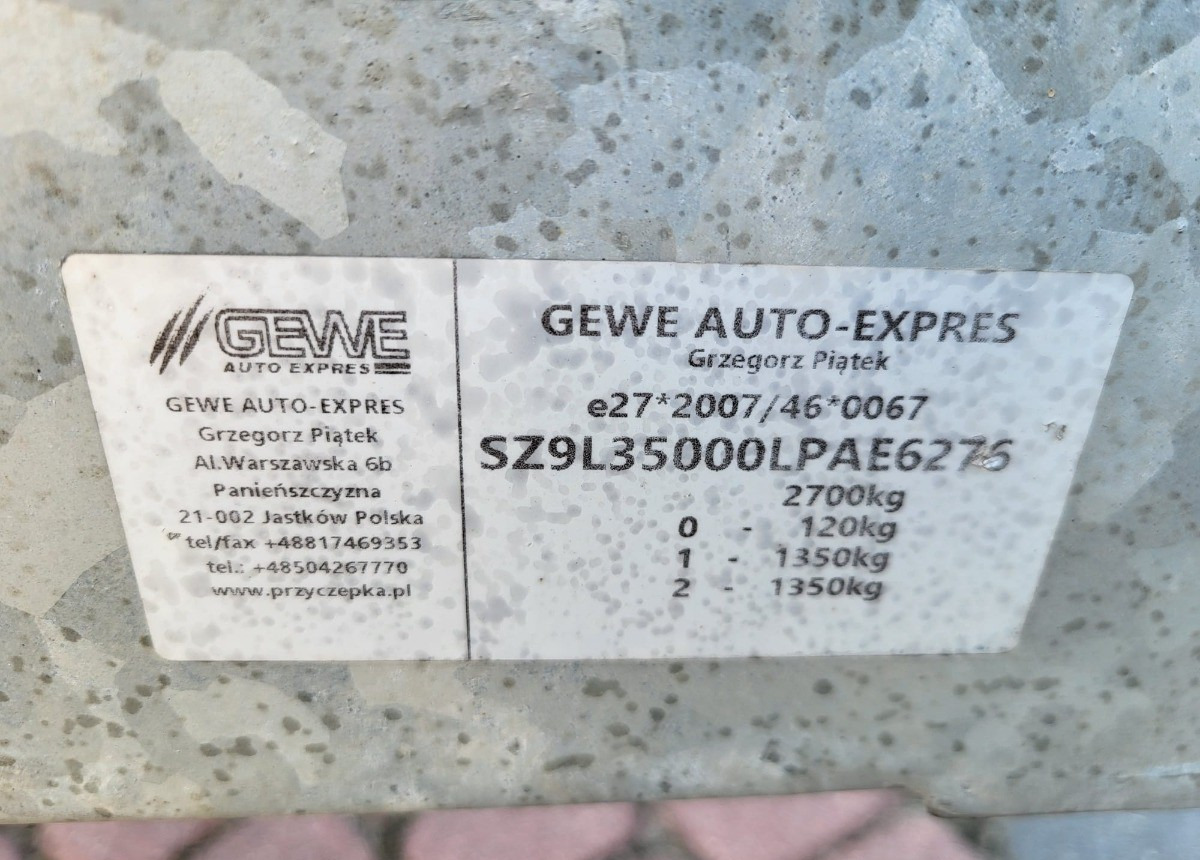 GEWE
AUTO EXPRES
GEWE AUTO-EXPRES
Grzegorz Piątek
Al.Warszawska 6b
Panieńszczyzna
21-002 Jastków Polska
tel/fax +48817469353
tel.: +48504267770
www.przyczepka.pl
GEWE AUTO-EXPRES
Grzegorz Piątek
e27*2007/46*0067
SZ9L35000LPAE6276
2700kg
0 - 120kg
1 - 1350kg
2 - 1350kg